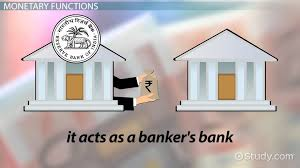 MONETARY FUNCTIONS
₹
it acts as a banker's bank
Study.com